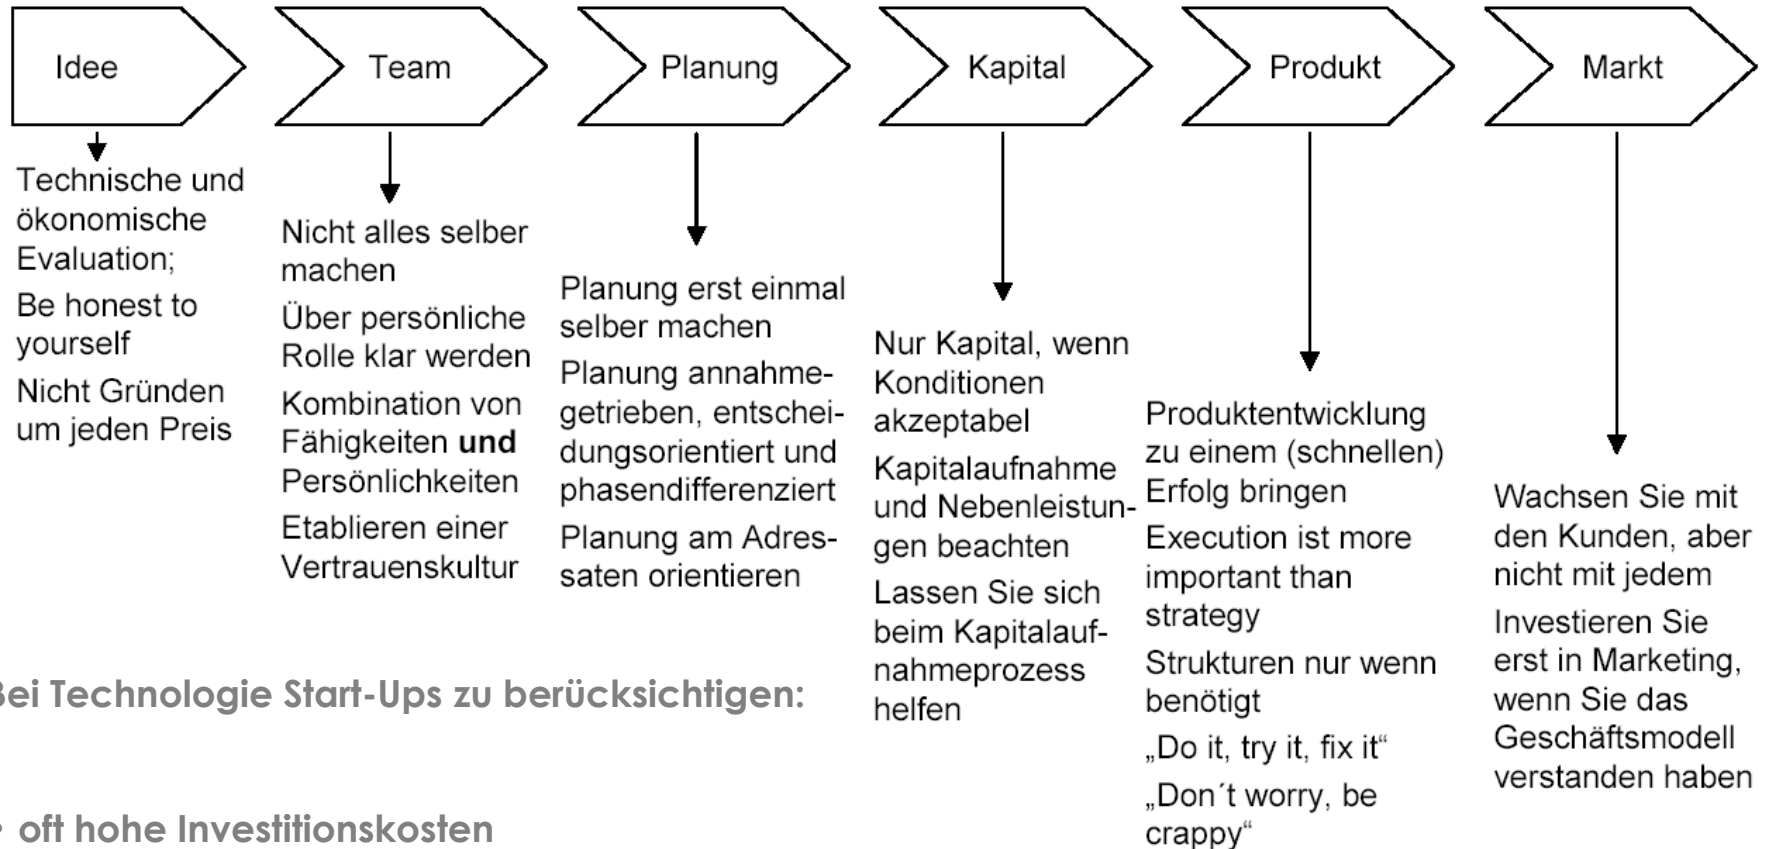 Idee
Team
Planung
Kapital
Produkt
Markt
Technische und
ökonomische
Evaluation;
Be honest to
yourself
Nicht Gründen
um jeden Preis
Nicht alles selber
machen
Über persönliche
Rolle klar werden
Kombination von
Fähigkeiten und
Persönlichkeiten
Etablieren einer
Vertrauenskultur
Planung erst einmal
selber machen
Planung annahme-
getrieben, entschei-
dungsorientiert und
phasendifferenziert
Planung am Adres-
saten orientieren
Nur Kapital, wenn
Konditionen
akzeptabel
Kapitalaufnahme
und Nebenleistun-
gen beachten
Lassen Sie sich
beim Kapitalauf-
nahmeprozess
helfen
Produktentwicklung
zu einem (schnellen)
Erfolg bringen
Execution ist more
important than
strategy
Strukturen nur wenn
benötigt
„Do it, try it, fix it“
„Don´t worry, be
crappy“
Wachsen Sie mit
den Kunden, aber
nicht mit jedem
Investieren Sie
erst in Marketing,
wenn Sie das
Geschäftsmodell
verstanden haben
Bei Technologie Start-Ups zu berücksichtigen:
• oft hohe Investitionskosten